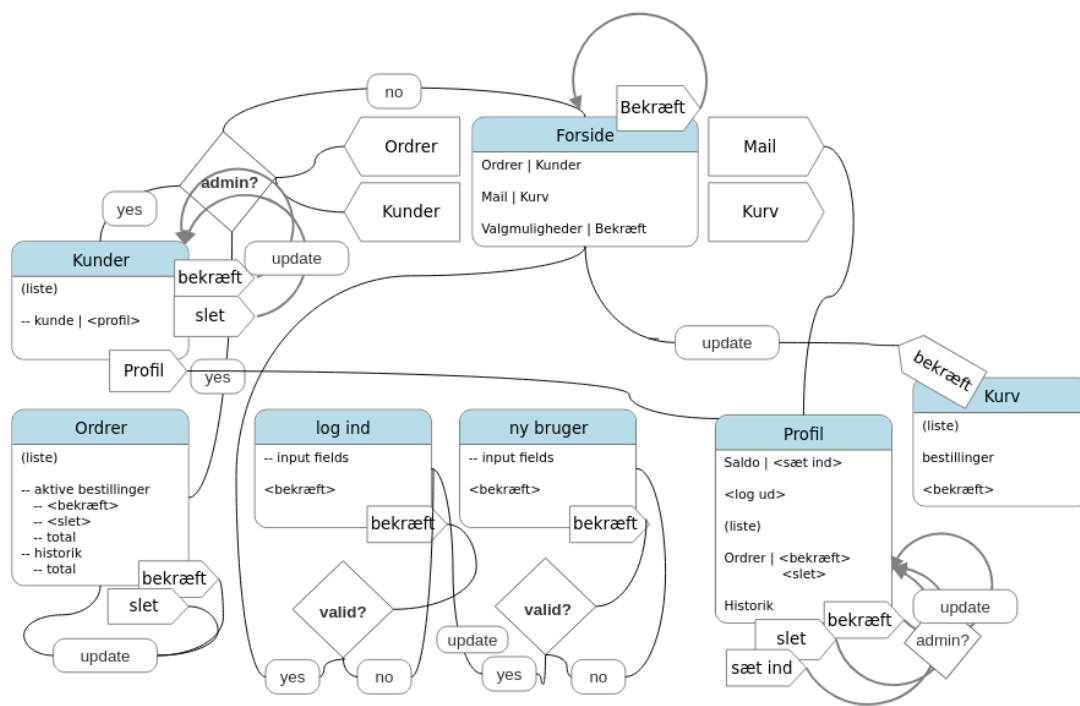 no
Bekræft
Forside
Ordrer | Kunder
Mail | Kurv
Valgmuligheder | Bekræft
Ordrer
Kunder
Mail
Kurv
admin?
yes
Kunder
(liste)
-- kunde | <profil>
bekræft
update
slet
Profil
yes
update
bekræft
Kurv
(liste)
bestillinger
<bekræft>
Ordrer
(liste)
-- aktive bestillinger
-- <bekræft>
-- <slet>
-- total
-- historik
-- total
bekræft
slet
update
log ind
-- input fields
<bekræft>
bekræft
valid?
yes
no
ny bruger
-- input fields
<bekræft>
bekræft
valid?
update
yes
no
Profil
Saldo | <sæt ind>
<log ud>
(liste)
Ordrer | <bekræft>
<slet>
Historik
bekræft
slet
sæt ind
update
admin?